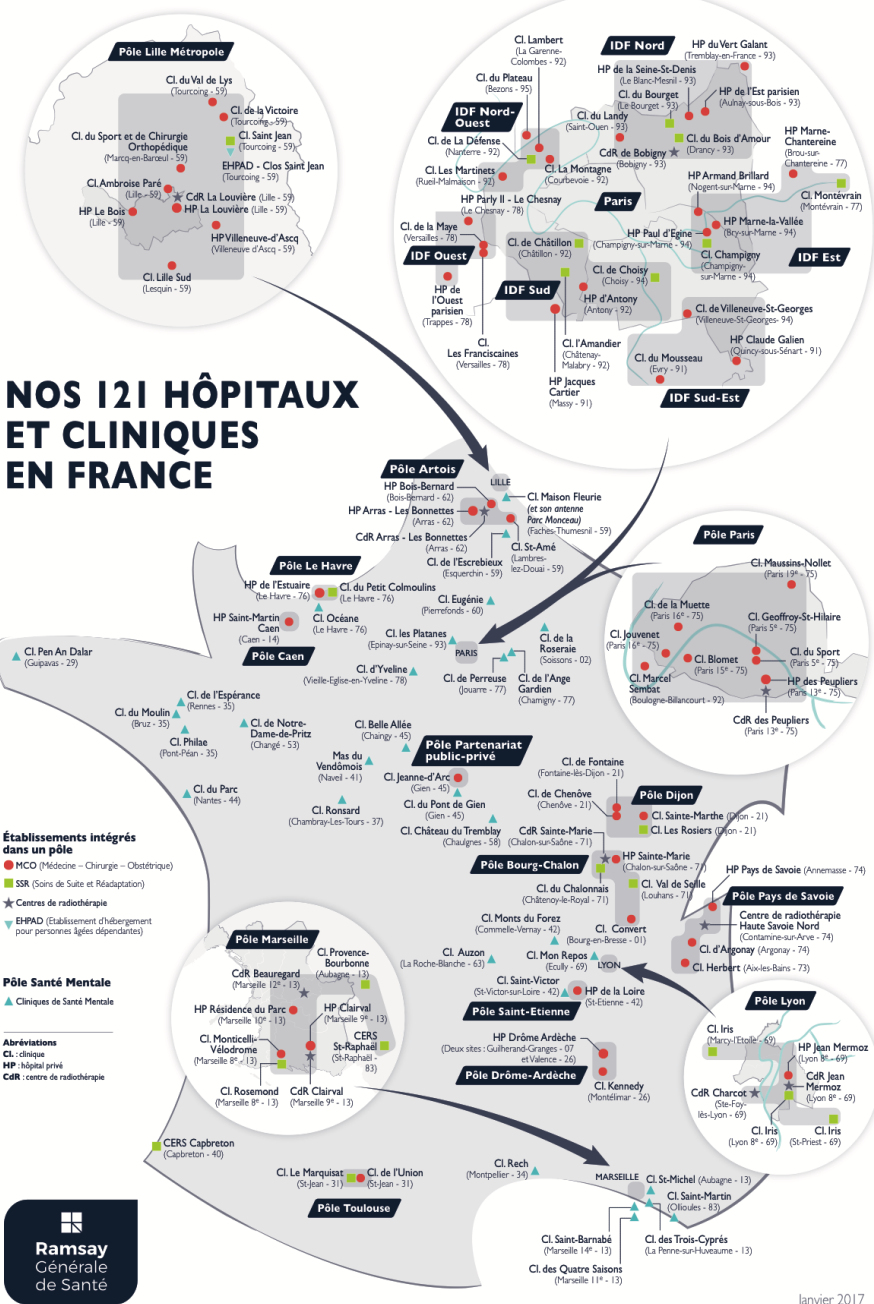 Pôle Lille Métropole
Cl. du Val de Lys
(Tourcoing - 59)
Cl. de la Victoire
(Tourcoing - 59)
Cl. Saint Jean
(Tourcoing - 59)
EHPAD - Clos Saint Jean
(Tourcoing - 59)
Cl. du Sport et de Chirurgie
Orthopédique
(Marcq-en-Barœul - 59)
Cl. Ambroise Paré
(Lille - 59)
CdR La Louvière (Lille - 59)
HP La Louvière (Lille - 59)
HP Le Bois
(Lille - 59)
HP Villeneuve-d'Ascq
(Villeneuve d'Ascq - 59)
Cl. Lille Sud
(Lesquin - 59)
Cl. Lambert
(La Garenne-
Colombes - 92)
IDF Nord
HP du Vert Galant
(Tremblay-en-France - 93)
Cl. du Plateau
(Bezons - 95)
HP de la Seine-St-Denis
(Le Blanc-Mesnil - 93)
HP de l'Est parisien
(Aulnay-sous-Bois - 93)
Cl. du Bourget
(Le Bourget - 93)
IDF Nord-
Ouest
Cl. du Landy
(Saint-Ouen - 93)
Cl. de La Défense
(Nanterre - 92)
Cl. du Bois d'Amour
(Drancy - 93)
CdR de Bobigny
(Bobigny - 93)
HP Marne-
Chantereine
(Brou-sur-
Chantereine - 77)
Cl. Les Martinets
(Rueil-Malmaison - 92)
Cl. La Montagne
(Courbevoie - 92)
HP Armand Brillard
(Nogent-sur-Marne - 94)
Cl. Montévrain
(Montévrain - 77)
HP Parly II - Le Chesnay
(Le Chesnay - 78)
Paris
Cl. de la Maye
(Versailles - 78)
HP Marne-la-Vallée
(Bry-sur-Marne - 94)
HP Paul d'Egine
(Champigny-sur-Marne - 94)
Cl. de Châtillon
(Châtillon - 92)
Cl. Champigny
(Champigny-
sur-Marne - 94)
IDF Ouest
IDF Est
Cl. de Choisy
(Choisy - 94)
HP de
l'Ouest
parisien
(Trappes - 78)
IDF Sud
HP d'Antony
(Antony - 92)
Cl. de Villeneuve-St-Georges
(Villeneuve-St-Georges- 94)
Cl.
Les Franciscaines
(Versailles - 78)
Cl. l'Amandier
(Châtenay-
Malabry - 92)
HP Claude Galien
(Quincy-sous-Sénart - 91)
Cl. du Mousseau
(Evry - 91)
HP Jacques
Cartier
(Massy - 91)
IDF Sud-Est
NOS 121 HÔPITAUX
ET CLINIQUES
EN FRANCE
Pôle Artois
LILLE
HP Bois-Bernard
(Bois-Bernard - 62)
Cl. Maison Fleurie
(et son antenne
Parc Monceau)
(Faches-Thumesnil - 59)
HP Arras - Les Bonnettes
(Arras - 62)
CdR Arras - Les Bonnettes
(Arras - 62)
Cl. St-Amé
(Lambres-
lez-Douai - 59)
Cl. de l'Escrebieux
(Esquerchin - 59)
Pôle Le Havre
HP de l'Estuaire
(Le Havre - 76)
Cl. du Petit Colmoulins
(Le Havre - 76)
Cl. Océane
(Le Havre - 76)
HP Saint-Martin
Caen
(Caen - 14)
Pôle Caen
Cl. Eugénie
(Pierrefonds - 60)
Cl. les Platanes
(Epinay-sur-Seine - 93)
PARIS
Cl. de la
Roseraie
(Soissons - 02)
Cl. d'Yveline
(Vieille-Eglise-en-Yveline - 78)
Cl. de Perreuse
(Jouarre - 77)
Cl. de l'Ange
Gardien
(Chamigny - 77)
Pôle Paris
Cl. Maussins-Nollet
(Paris 19e - 75)
Cl. de la Muette
(Paris 16e - 75)
Cl. Geoffroy-St-Hilaire
(Paris 5e - 75)
Cl. Jouvenet
(Paris 16e - 75)
Cl. du Sport
(Paris 5e - 75)
Cl. Blomet
(Paris 15e - 75)
Cl. Marcel
Sembat
(Boulogne-Billancourt - 92)
HP des Peupliers
(Paris 13e - 75)
CdR des Peupliers
(Paris 13e - 75)
Cl. Pen An Dalar
(Guipavas - 29)
Cl. de l'Espérance
(Rennes - 35)
Cl. du Moulin
(Bruz - 35)
Cl. Philae
(Pont-Péan - 35)
Cl. de Notre-
Dame-de-Pritz
(Changé - 53)
Cl. Belle Allée
(Chaingy - 45)
Mas du
Vendômois
(Naveil - 41)
Cl. du Parc
(Nantes - 44)
Cl. Ronsard
(Chambray-Les-Tours - 37)
Pôle Partenariat
public-privé
Cl. Jeanne-d'Arc
(Gien - 45)
Cl. du Pont de Gien
(Gien - 45)
Cl. Château du Tremblay
(Chaulgnes - 58)
Cl. de Fontaine
(Fontaine-lès-Dijon - 21)
Cl. de Chenôve
(Chenôve - 21)
Pôle Dijon
Cl. Sainte-Marthe (Dijon - 21)
Cl. Les Rosiers (Dijon - 21)
CdR Sainte-Marie
(Chalon-sur-Saône - 71)
Pôle Bourg-Chalon
HP Sainte-Marie
(Chalon-sur-Saône - 71)
Cl. du Chalonnais
(Châtenoy-le-Royal - 71)
Cl. Val de Seille
(Louhans - 71)
Cl. Convert
(Bourg-en-Bresse - 01)
Cl. Monts du Forez
(Commelle-Vernay - 42)
Cl. Auzon
(La Roche-Blanche - 63)
Cl. Mon Repos
(Ecully - 69)
LYON
Cl. Saint-Victor
(St-Victor-sur-Loire - 42)
HP de la Loire
(St-Etienne - 42)
Pôle Saint-Etienne
HP Drôme Ardèche
(Deux sites : Guilherand-Granges - 07
et Valence - 26)
Pôle Drôme-Ardèche
Cl. Kennedy
(Montélimar - 26)
HP Pays de Savoie (Annemasse - 74)
Pôle Pays de Savoie
Centre de radiothérapie
Haute Savoie Nord
(Contamine-sur-Arve - 74)
Cl. d'Argonay (Argonay - 74)
Cl. Herbert (Aix-les-Bains - 73)
Pôle Lyon
Cl. Iris
(Marcy-l'Etoile - 69)
HP Jean Mermoz
(Lyon 8e - 69)
CdR Jean
Mermoz
(Lyon 8e - 69)
CdR Charcot
(Ste-Foy-
lès-Lyon - 69)
Cl. Iris
(Lyon 8e - 69)
Cl. Iris
(St-Priest - 69)
Établissements intégrés
dans un pôle
MCO (Médecine – Chirurgie – Obstétrique)
SSR (Soins de Suite et Réadaptation)
Centres de radiothérapie
EHPAD (Etablissement d'hébergement
pour personnes âgées dépendantes)
Pôle Santé Mentale
Cliniques de Santé Mentale
Abréviations
Cl. : clinique
HP : hôpital privé
CdR : centre de radiothérapie
Pôle Marseille
Cl. Provence-
Bourbonne
(Aubagne - 13)
CdR Beauregard
(Marseille 12e - 13)
HP Résidence du Parc
(Marseille 10e - 13)
HP Clairval
(Marseille 9e - 13)
Cl. Monticelli-
Vélodrome
(Marseille 8e - 13)
CERS
St-Raphaël
(St-Raphaël -
83)
Cl. Rosemond
(Marseille 8e - 13)
CdR Clairval
(Marseille 9e - 13)
CERS Capbreton
(Capbreton - 40)
Cl. Le Marquisat
(St-Jean - 31)
Cl. de l'Union
(St-Jean - 31)
Pôle Toulouse
Cl. Rech
(Montpellier - 34)
MARSEILLE
Cl. St-Michel (Aubagne - 13)
Cl. Saint-Martin
(Ollioules - 83)
Cl. Saint-Barnabé
(Marseille 14e - 13)
Cl. des Trois-Cyprés
(La Penne-sur-Huveaume - 13)
Cl. des Quatre Saisons
(Marseille 11e - 13)
Ramsay
Générale
de Santé
Janvier 2017